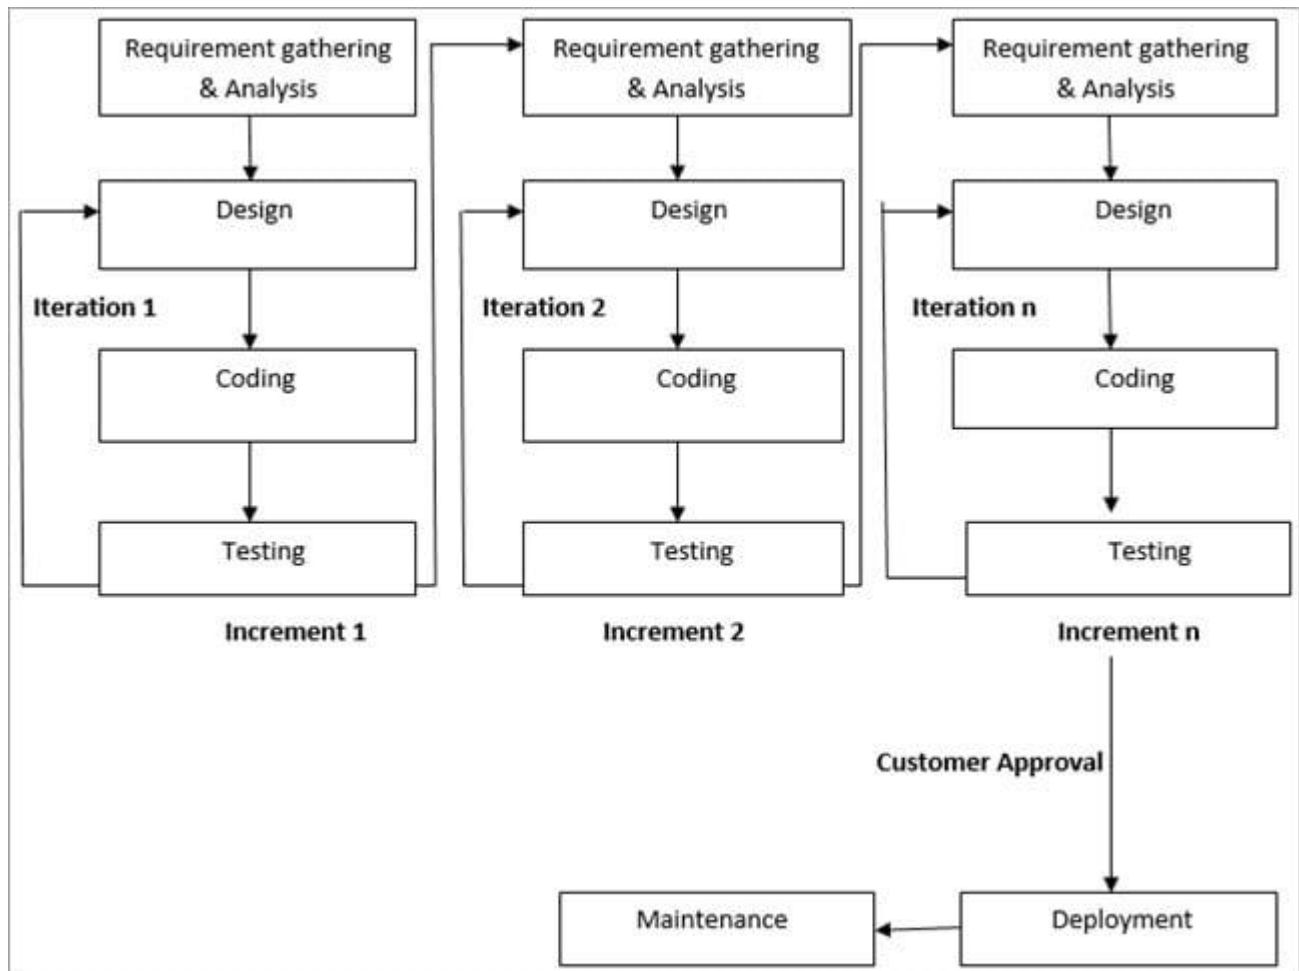 Requirement gathering
& Analysis
Design
Iteration 1
Coding
Testing
Increment 1
Requirement gathering
& Analysis
Design
Iteration 2
Coding
Testing
Increment 2
Requirement gathering
& Analysis
Design
Iteration n
Coding
Testing
Increment n
Customer Approval
Deployment
Maintenance